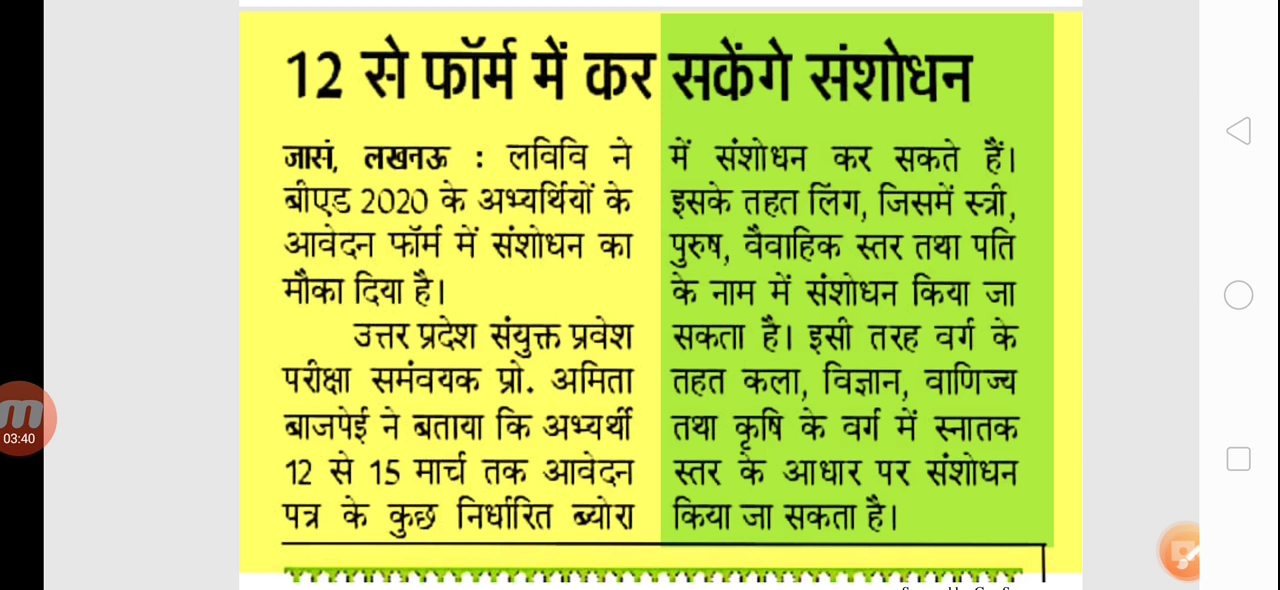 12 से फॉर्म में कर सकेंगे संशोधन
जासं, लखनऊ : लविवि ने
बीएड 2020 के अभ्यर्थियों के
आवेदन फॉर्म में संशोधन का
मौका दिया है।
उत्तर प्रदेश संयुक्त प्रवेश
परीक्षा समंवयक प्रो. अमिता
बाजपेई ने बताया कि अभ्यर्थी
12 से 15 मार्च तक आवेदन
पत्र के कुछ निर्धारित ब्योरा
में संशोधन कर सकते हैं।
इसके तहत लिंग, जिसमें स्त्री,
पुरुष, वैवाहिक स्तर तथा पति
के नाम में संशोधन किया जा
सकता है। इसी तरह वर्ग के
तहत कला, विज्ञान, वाणिज्य
तथा कृषि के वर्ग में स्नातक
स्तर के आधार पर संशोधन
किया जा सकता है।
03:40